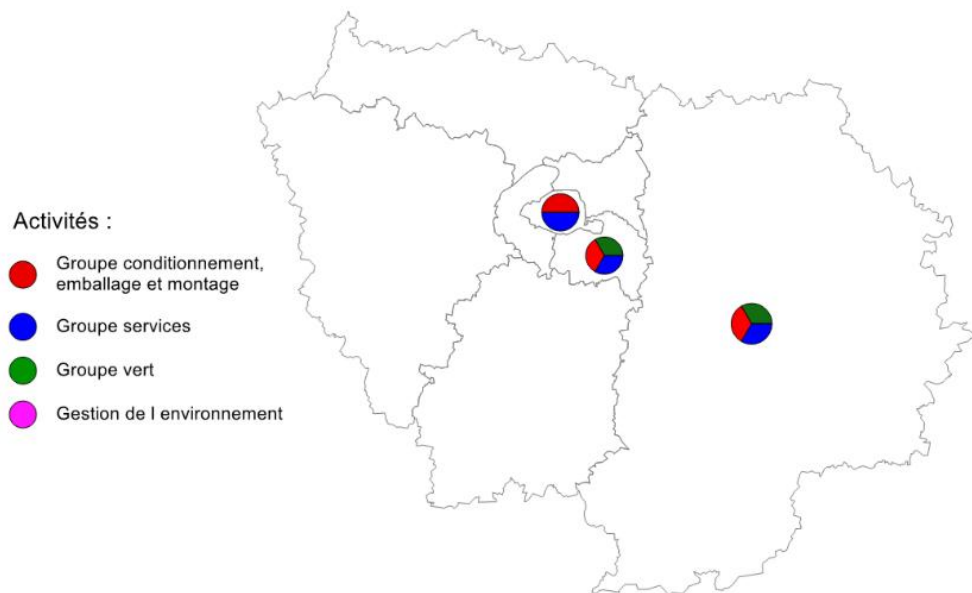 Activités :
Groupe conditionnement,
emballage et montage
Groupe services
Groupe vert
Gestion de l environnement